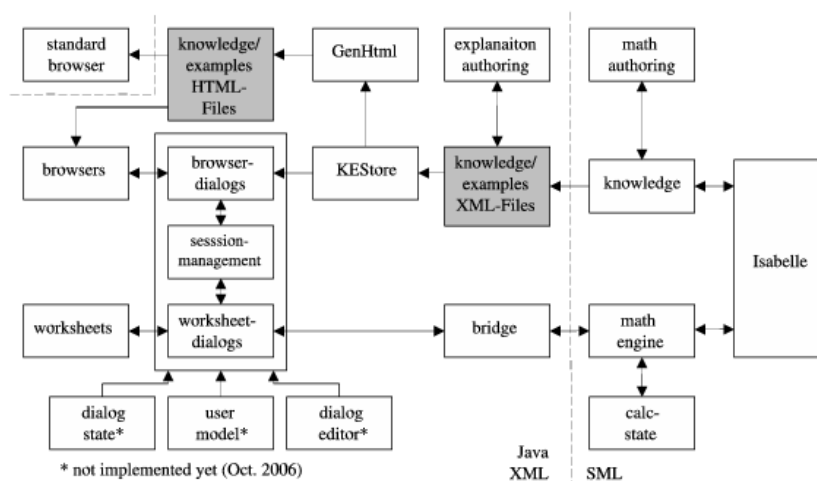 standard
browser
knowledge/
examples
HTML-
Files
GenHtml
explanaiton
authoring
math
authoring
browsers
browser-
dialogs
KEStore
knowledge/
examples
XML-Files
knowledge
sesssion-
management
Isabelle
worksheets
worksheet-
dialogs
bridge
math
engine
dialog
state*
user
model*
dialog
editor*
calc-
state
* not implemented yet (Oct. 2006)
Java
XML
SML